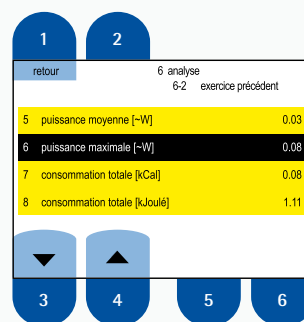 1 2
retour 6 analyse
6-2 exercice précédent
5 puissance moyenne [~W] 0.03
6 puissance maximale [~W] 0.08
7 consommation totale [kCal] 0.08
8 consommation totale [kJoulé] 1.11
3 4 5 6